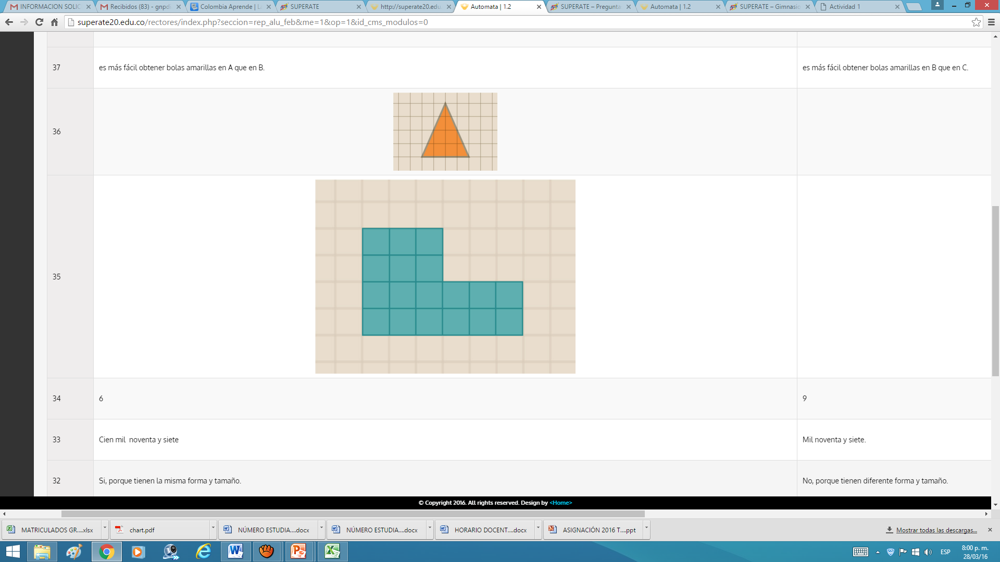 INFORMACION SOLIC
Recibidos (83) - gnpdi
Colombia Aprende | L
SUPERATE
http://superate20.edu.
Automata | 1.2
SUPERATE – Pregunta
Automata | 1.2
SUPERATE – Gimnasio
Actividad 1
superate20.edu.co/rectores/index.php?seccion=rep_alu_feb&me=1&op=1&id_cms_modulos=0
37 es más fácil obtener bolas amarillas en A que en B. es más fácil obtener bolas amarillas en B que en C.
36
35
34 6 9
33 Cien mil noventa y siete Mil noventa y siete.
32 Si, porque tienen la misma forma y tamaño. No, porque tienen diferente forma y tamaño.
© Copyright 2016. All rights reserved. Design by <Home>
MATRICULADOS GR....xlsx
chart.pdf
NÚMERO ESTUDIA....docx
NÚMERO ESTUDIA....docx
HORARIO DOCENT....docx
ASIGNACIÓN 2016 T....ppt
Mostrar todas las descargas...
ESP
8:00 p. m.
28/03/16